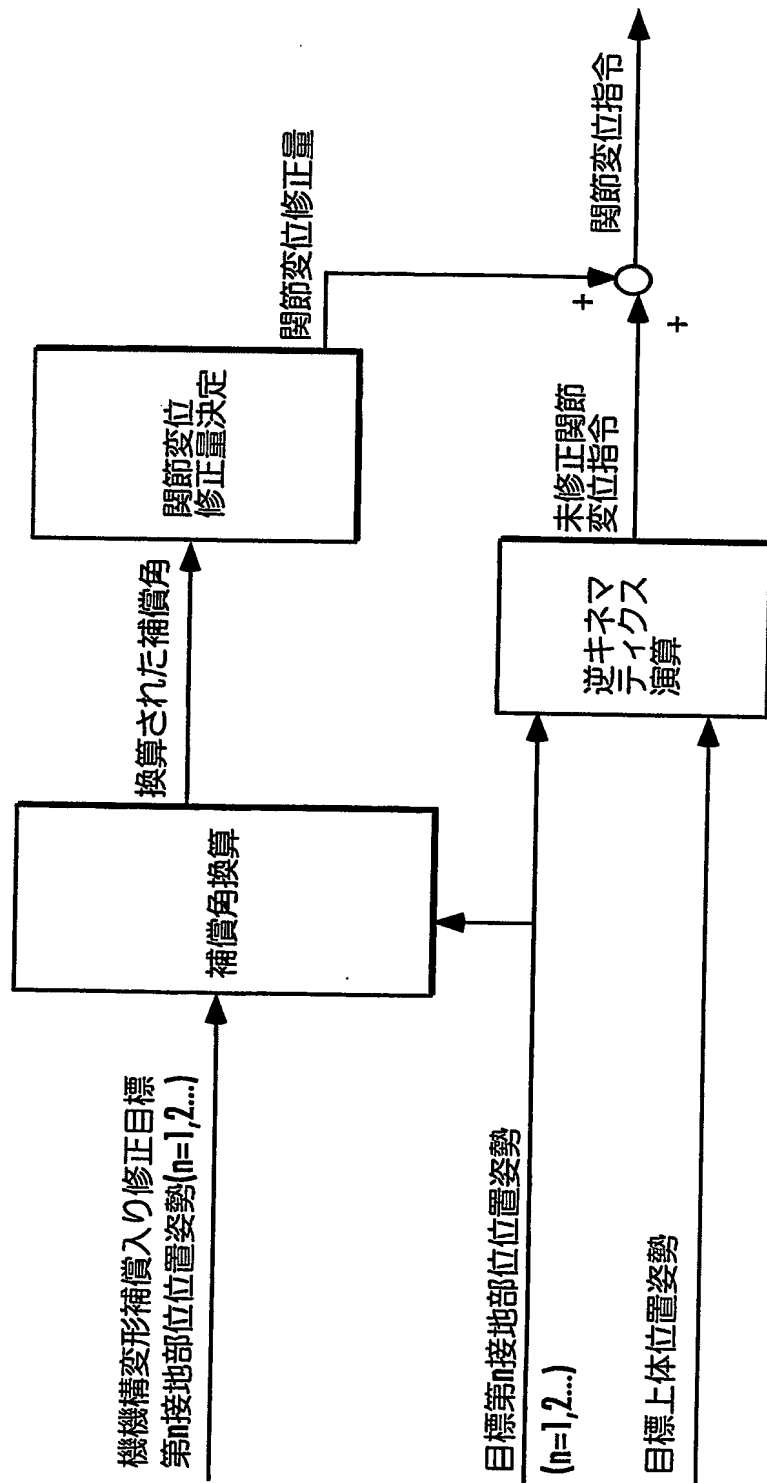 機機構変形補償入り修正目標
第n接地部位位置姿勢(n=1,2...)
補償角換算
換算された補償角
関節変位
修正量決定
関節変位修正量
目標第n接地部位位置姿勢
(n=1,2...)
目標上体位置姿勢
逆キネマ
ティクス
演算
未修正関節
変位指令
+
+
関節変位指令